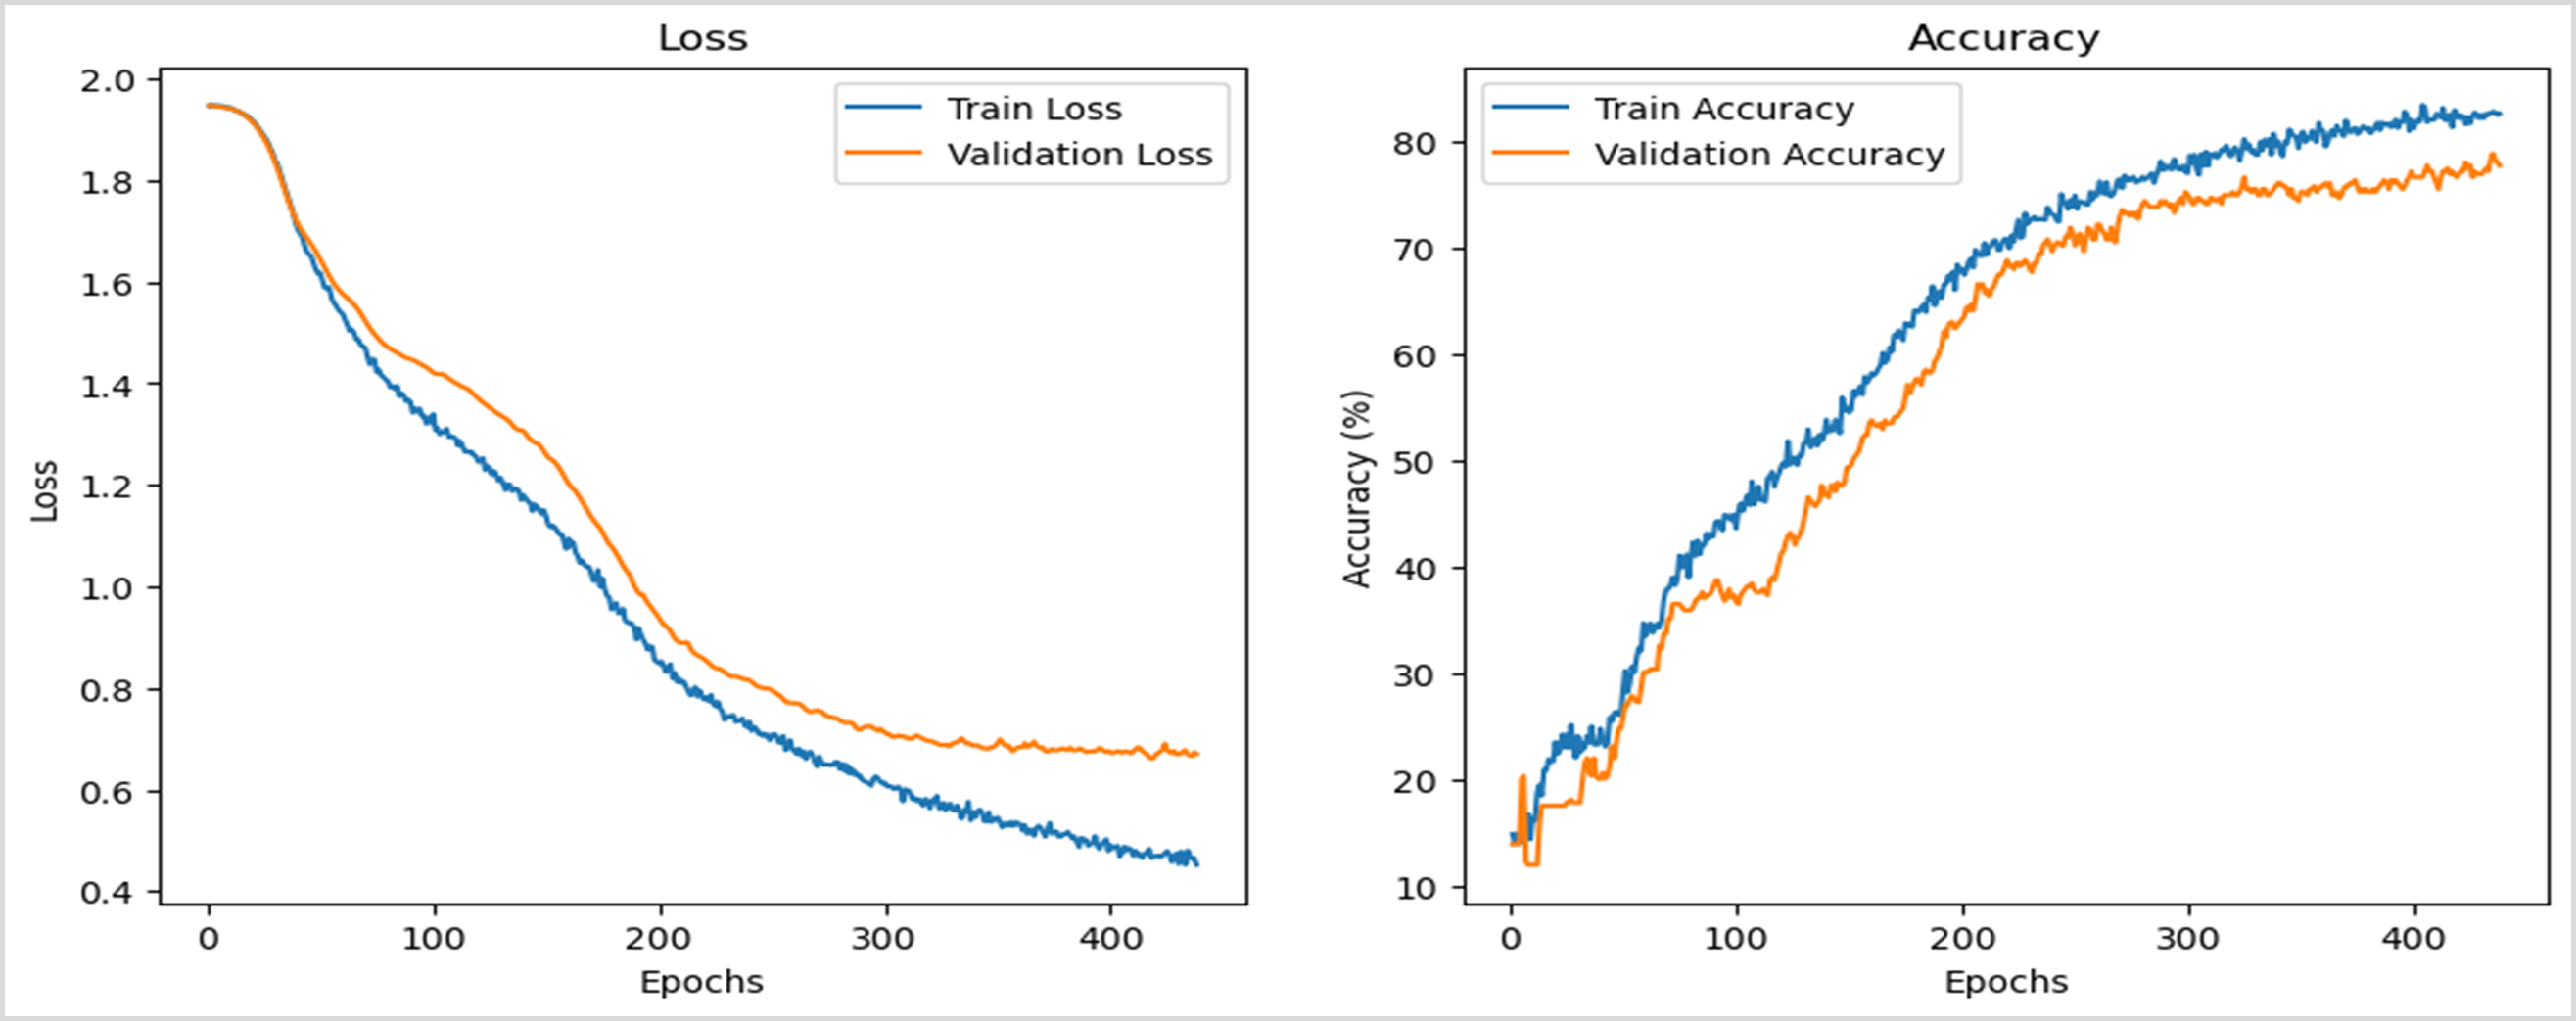 Loss
2.0
1.8
1.6
1.4
1.2
1.0
0.8
0.6
0.4
Loss
0 100 200 300 400
Epochs
Train Loss
Validation Loss
Accuracy
80
70
60
50
40
30
20
10
Accuracy (%)
0 100 200 300 400
Epochs
Train Accuracy
Validation Accuracy